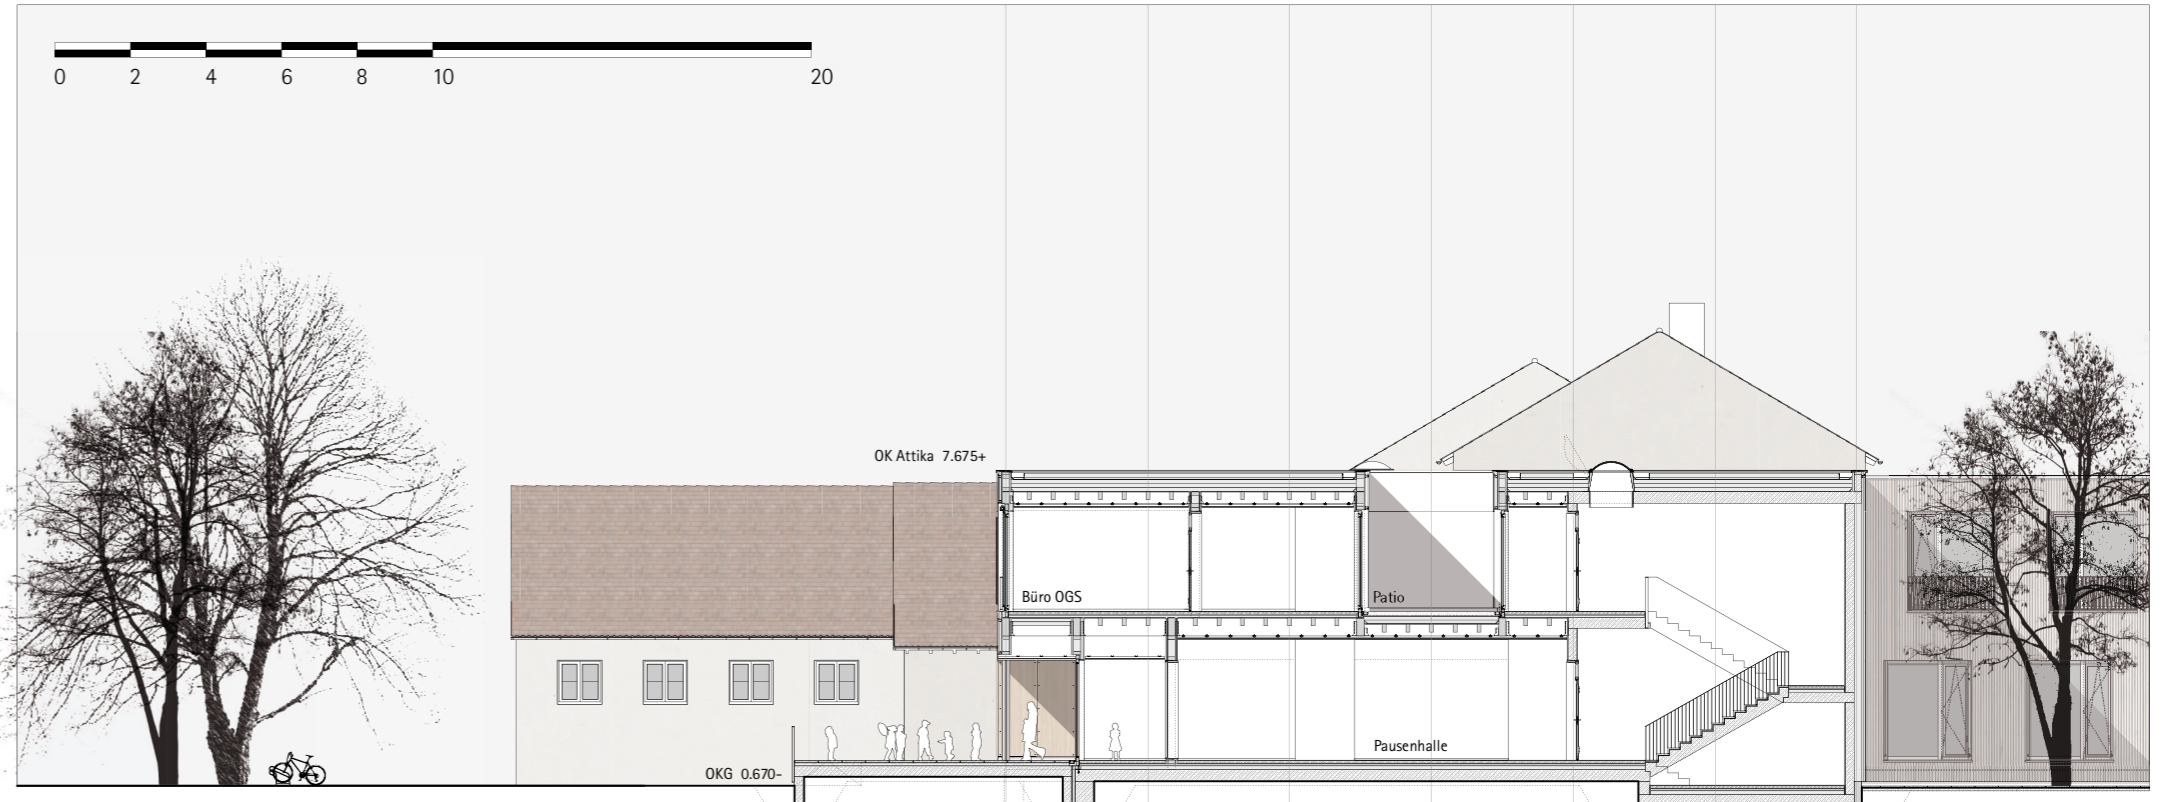 0 2 4 6 8 10 20
OK Attika 7.675+
Büro OGS
Patio
Pausenhalle
OKG 0.670-